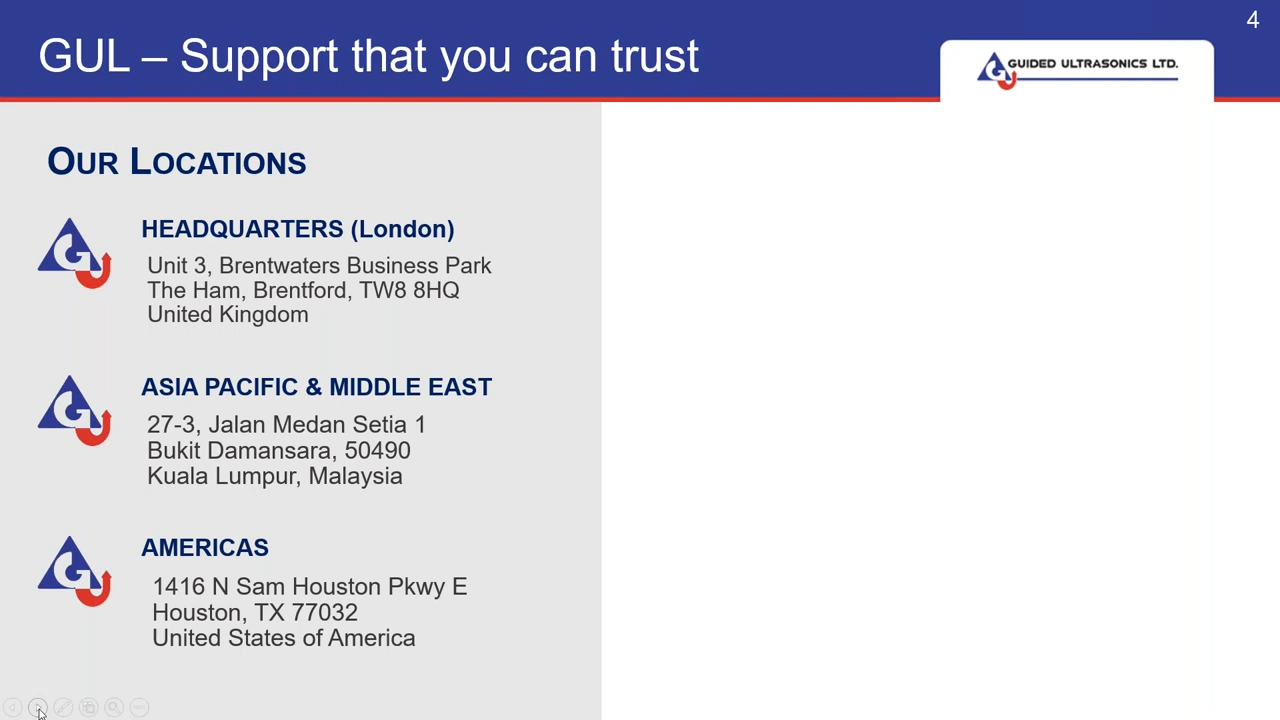 4
GUL – Support that you can trust
GUIDED ULTRASONICS LTD.
OUR LOCATIONS
HEADQUARTERS (London)
Unit 3, Brentwaters Business Park
The Ham, Brentford, TW8 8HQ
United Kingdom
ASIA PACIFIC & MIDDLE EAST
27-3, Jalan Medan Setia 1
Bukit Damansara, 50490
Kuala Lumpur, Malaysia
AMERICAS
1416 N Sam Houston Pkwy E
Houston, TX 77032
United States of America